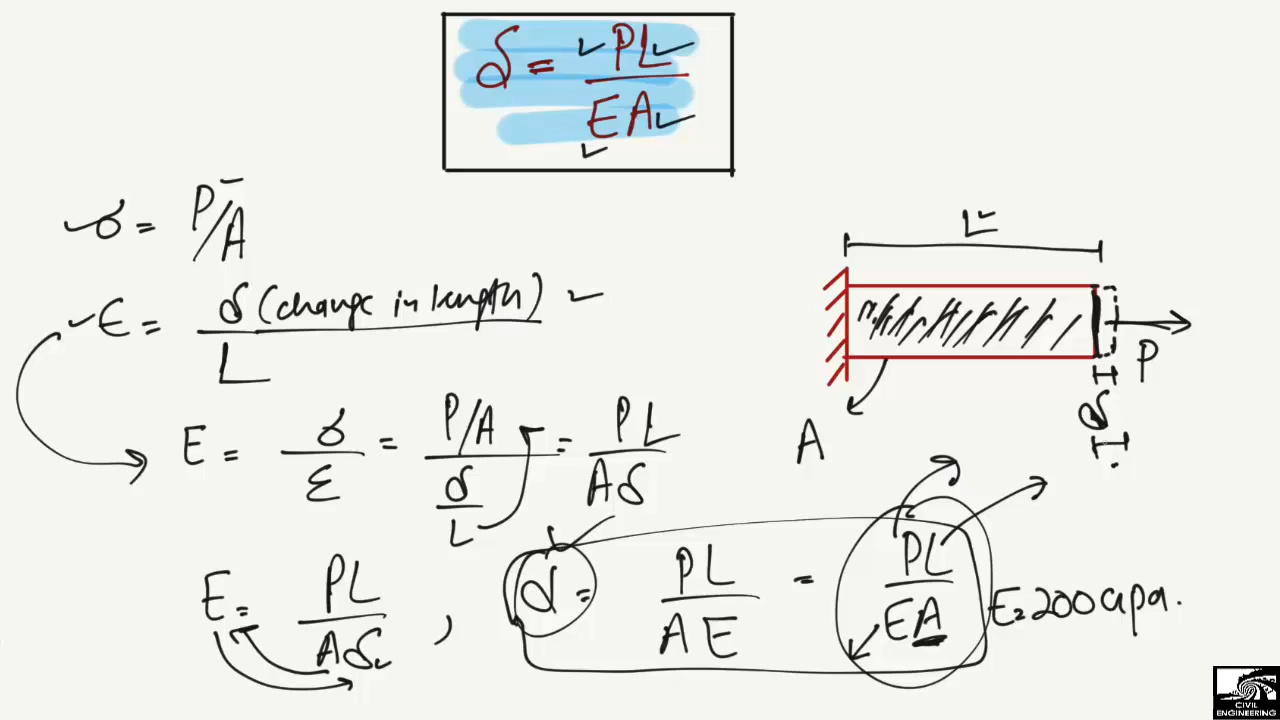 δ = PL / EA
σ = P/A
ε = δ (change in length) / L
L
P
δ
A
E = σ/ε = (P/A) / (δ/L) = PL / Aδ
E = PL / Aδ , δ = PL / AE = PL / EA E=200Gpa.
CIVIL
ENGINEERING